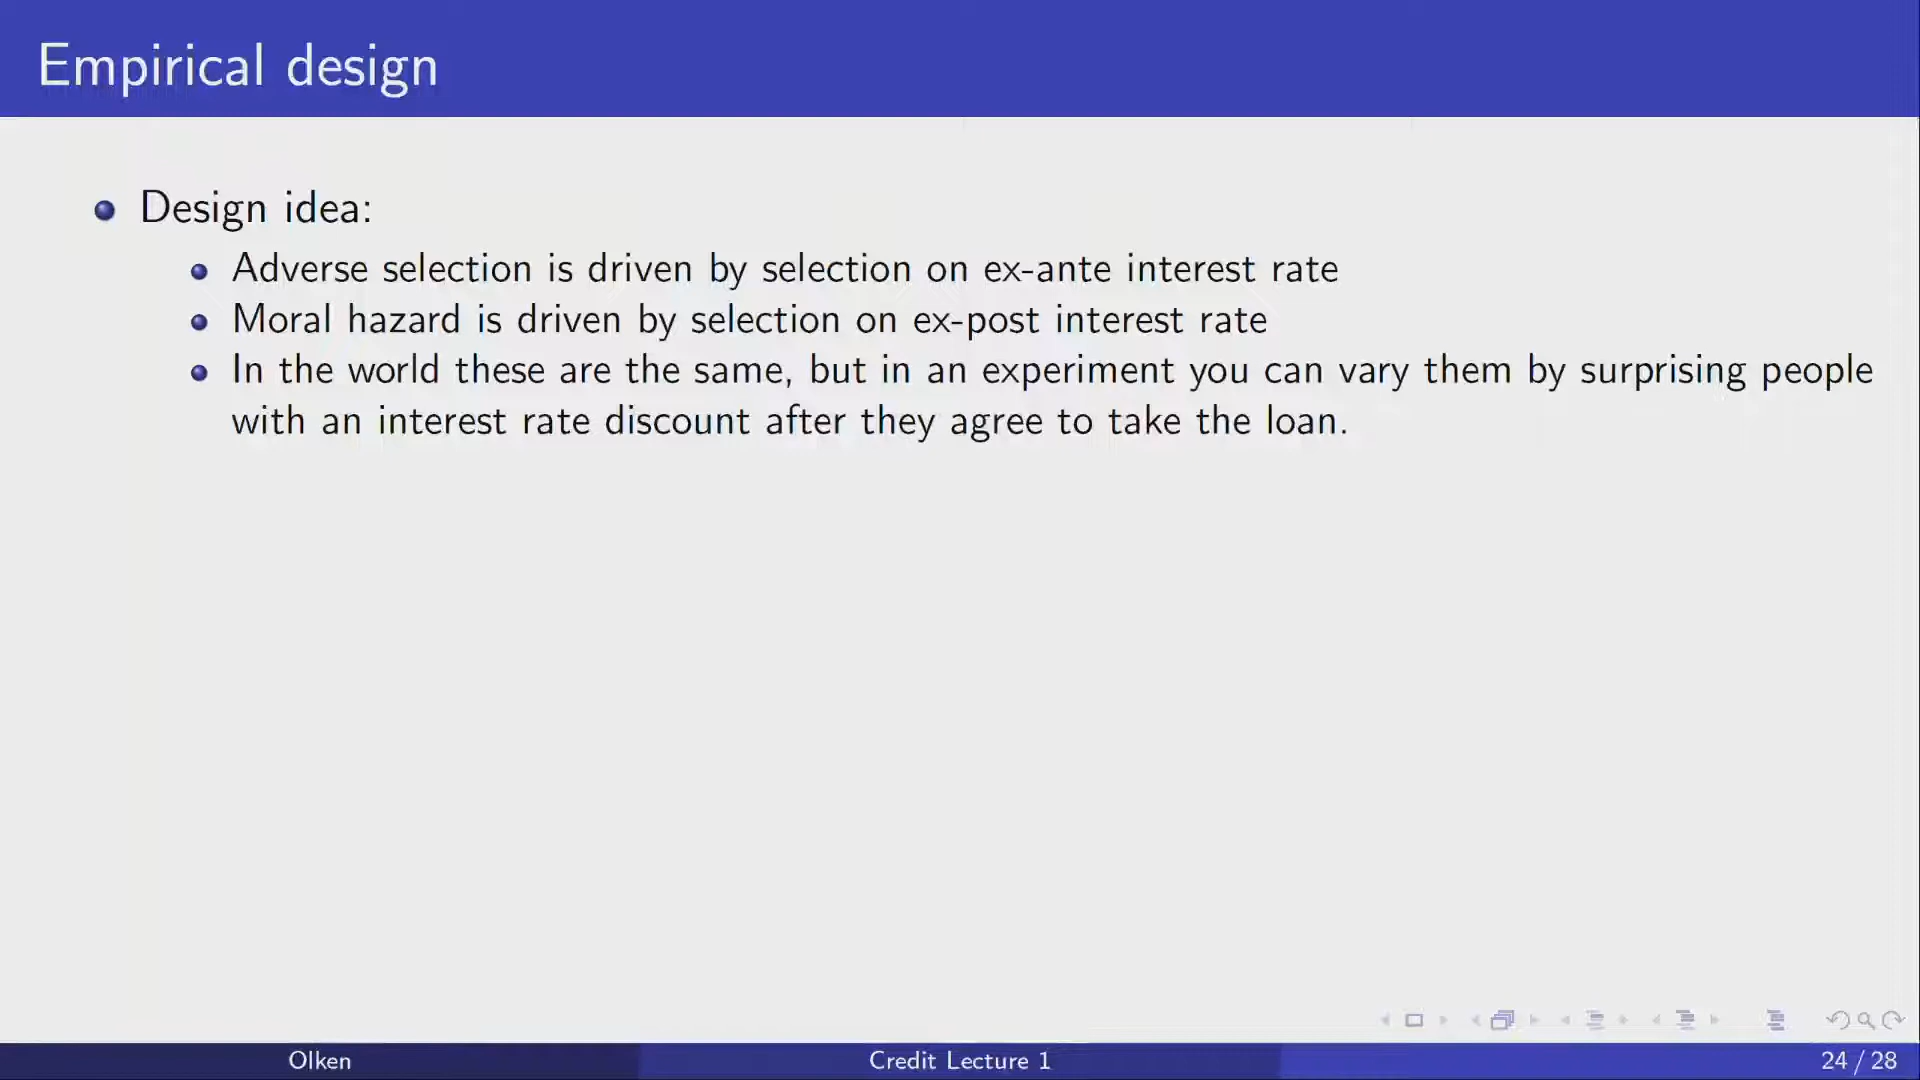 Empirical design
Design idea:
Adverse selection is driven by selection on ex-ante interest rate
Moral hazard is driven by selection on ex-post interest rate
In the world these are the same, but in an experiment you can vary them by surprising people
with an interest rate discount after they agree to take the loan.
Olken
Credit Lecture 1
24 / 28